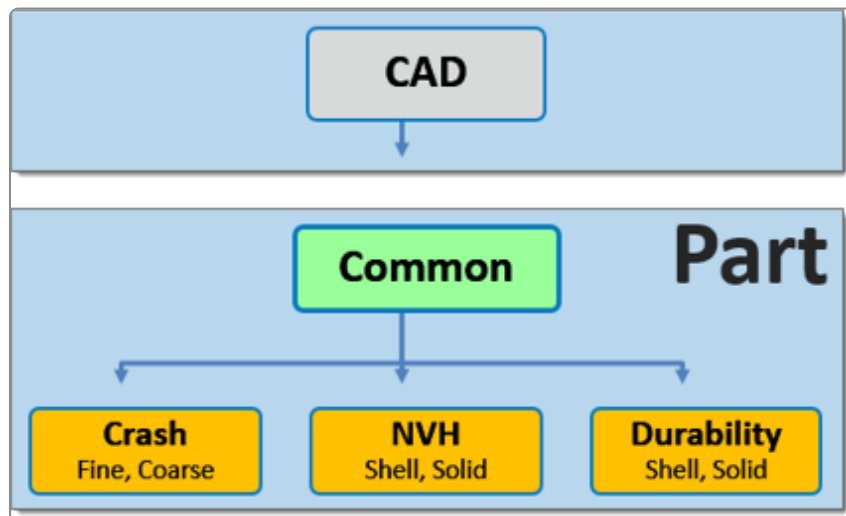 CAD
Part
Common
Crash
Fine, Coarse
NVH
Shell, Solid
Durability
Shell, Solid